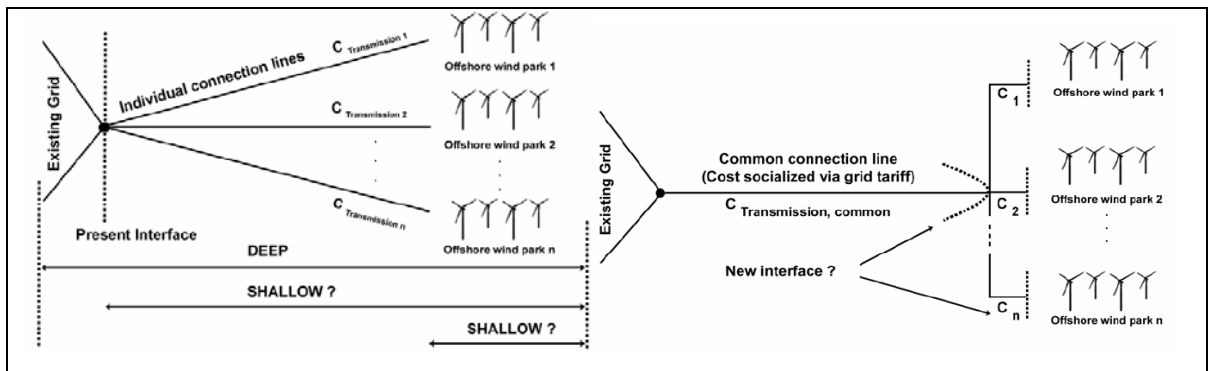 Existing Grid
Individual connection lines
C Transmission 1
Offshore wind park 1
C Transmission 2
Offshore wind park 2
C Transmission n
Offshore wind park n
Present Interface
DEEP
SHALLOW ?
SHALLOW ?
Existing Grid
Common connection line
(Cost socialized via grid tariff)
C Transmission, common
New interface ?
C 1
Offshore wind park 1
C 2
Offshore wind park 2
C n
Offshore wind park n